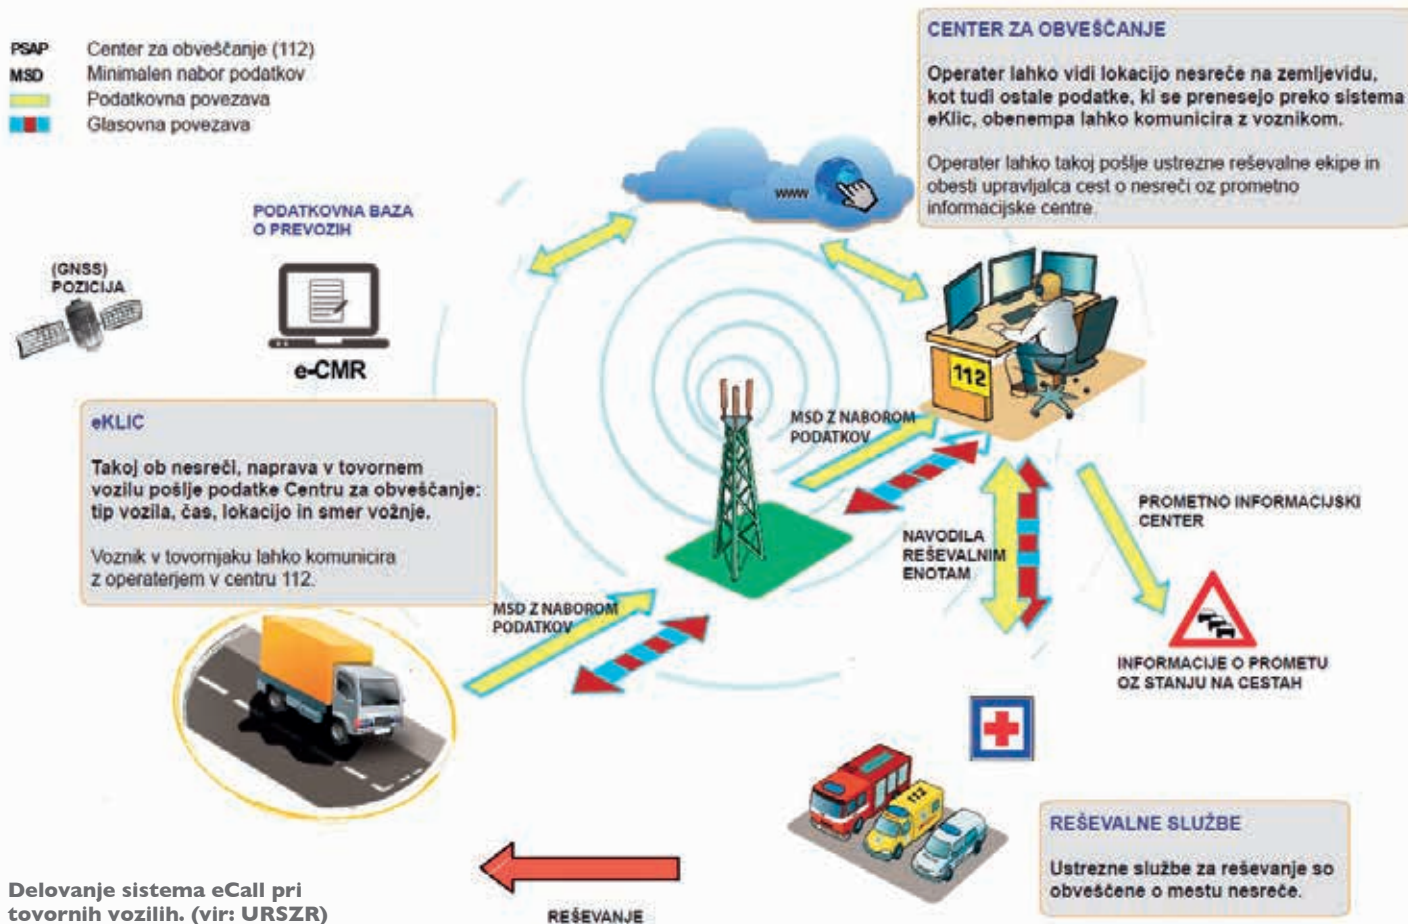 PSAP Center za obveščanje (112)
MSD Minimalen nabor podatkov
Podatkovna povezava
Glasovna povezava
CENTER ZA OBVEŠČANJE
Operater lahko vidi lokacijo nesreče na zemljevidu,
kot tudi ostale podatke, ki se prenesejo preko sistema
eKlic, obenempa lahko komunicira z voznikom.
Operater lahko takoj pošlje ustrezne reševalne ekipe in
obesti upravljalca cest o nesreči oz prometno
informacijske centre.
www
PODATKOVNA BAZA
O PREVOZIH
(GNSS)
POZICIJA
e-CMR
112
eKLIC
Takoj ob nesreči, naprava v tovornem
vozilu pošlje podatke Centru za obveščanje:
tip vozila, čas, lokacijo in smer vožnje.
Voznik v tovornjaku lahko komunicira
z operaterjem v centru 112.
MSD Z NABOROM
PODATKOV
MSD Z NABOROM
PODATKOV
NAVODILA
REŠEVALNIM
ENOTAM
PROMETNO INFORMACIJSKI
CENTER
INFORMACIJE O PROMETU
OZ STANJU NA CESTAH
112
REŠEVALNE SLUŽBE
Ustrezne službe za reševanje so
obveščene o mestu nesreče.
REŠEVANJE
Delovanje sistema eCall pri
tovornih vozilih. (vir: URSZR)